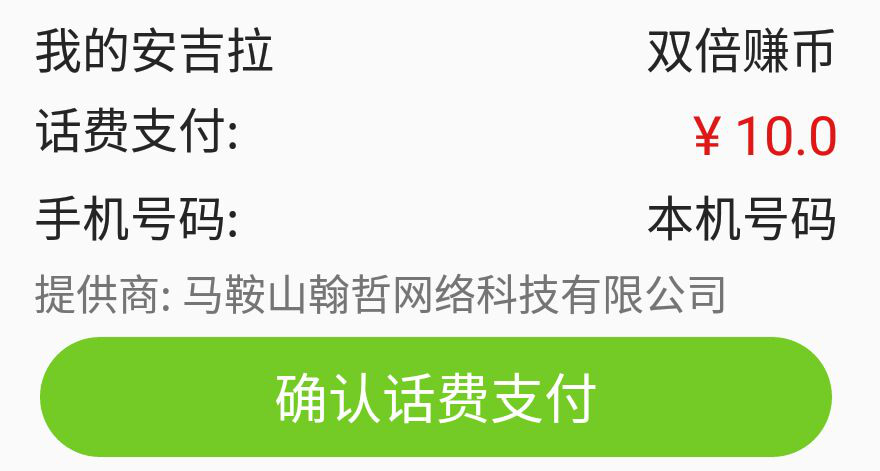 我的安吉拉 双倍赚币
话费支付: ¥ 10.0
手机号码: 本机号码
提供商: 马鞍山翰哲网络科技有限公司
确认话费支付